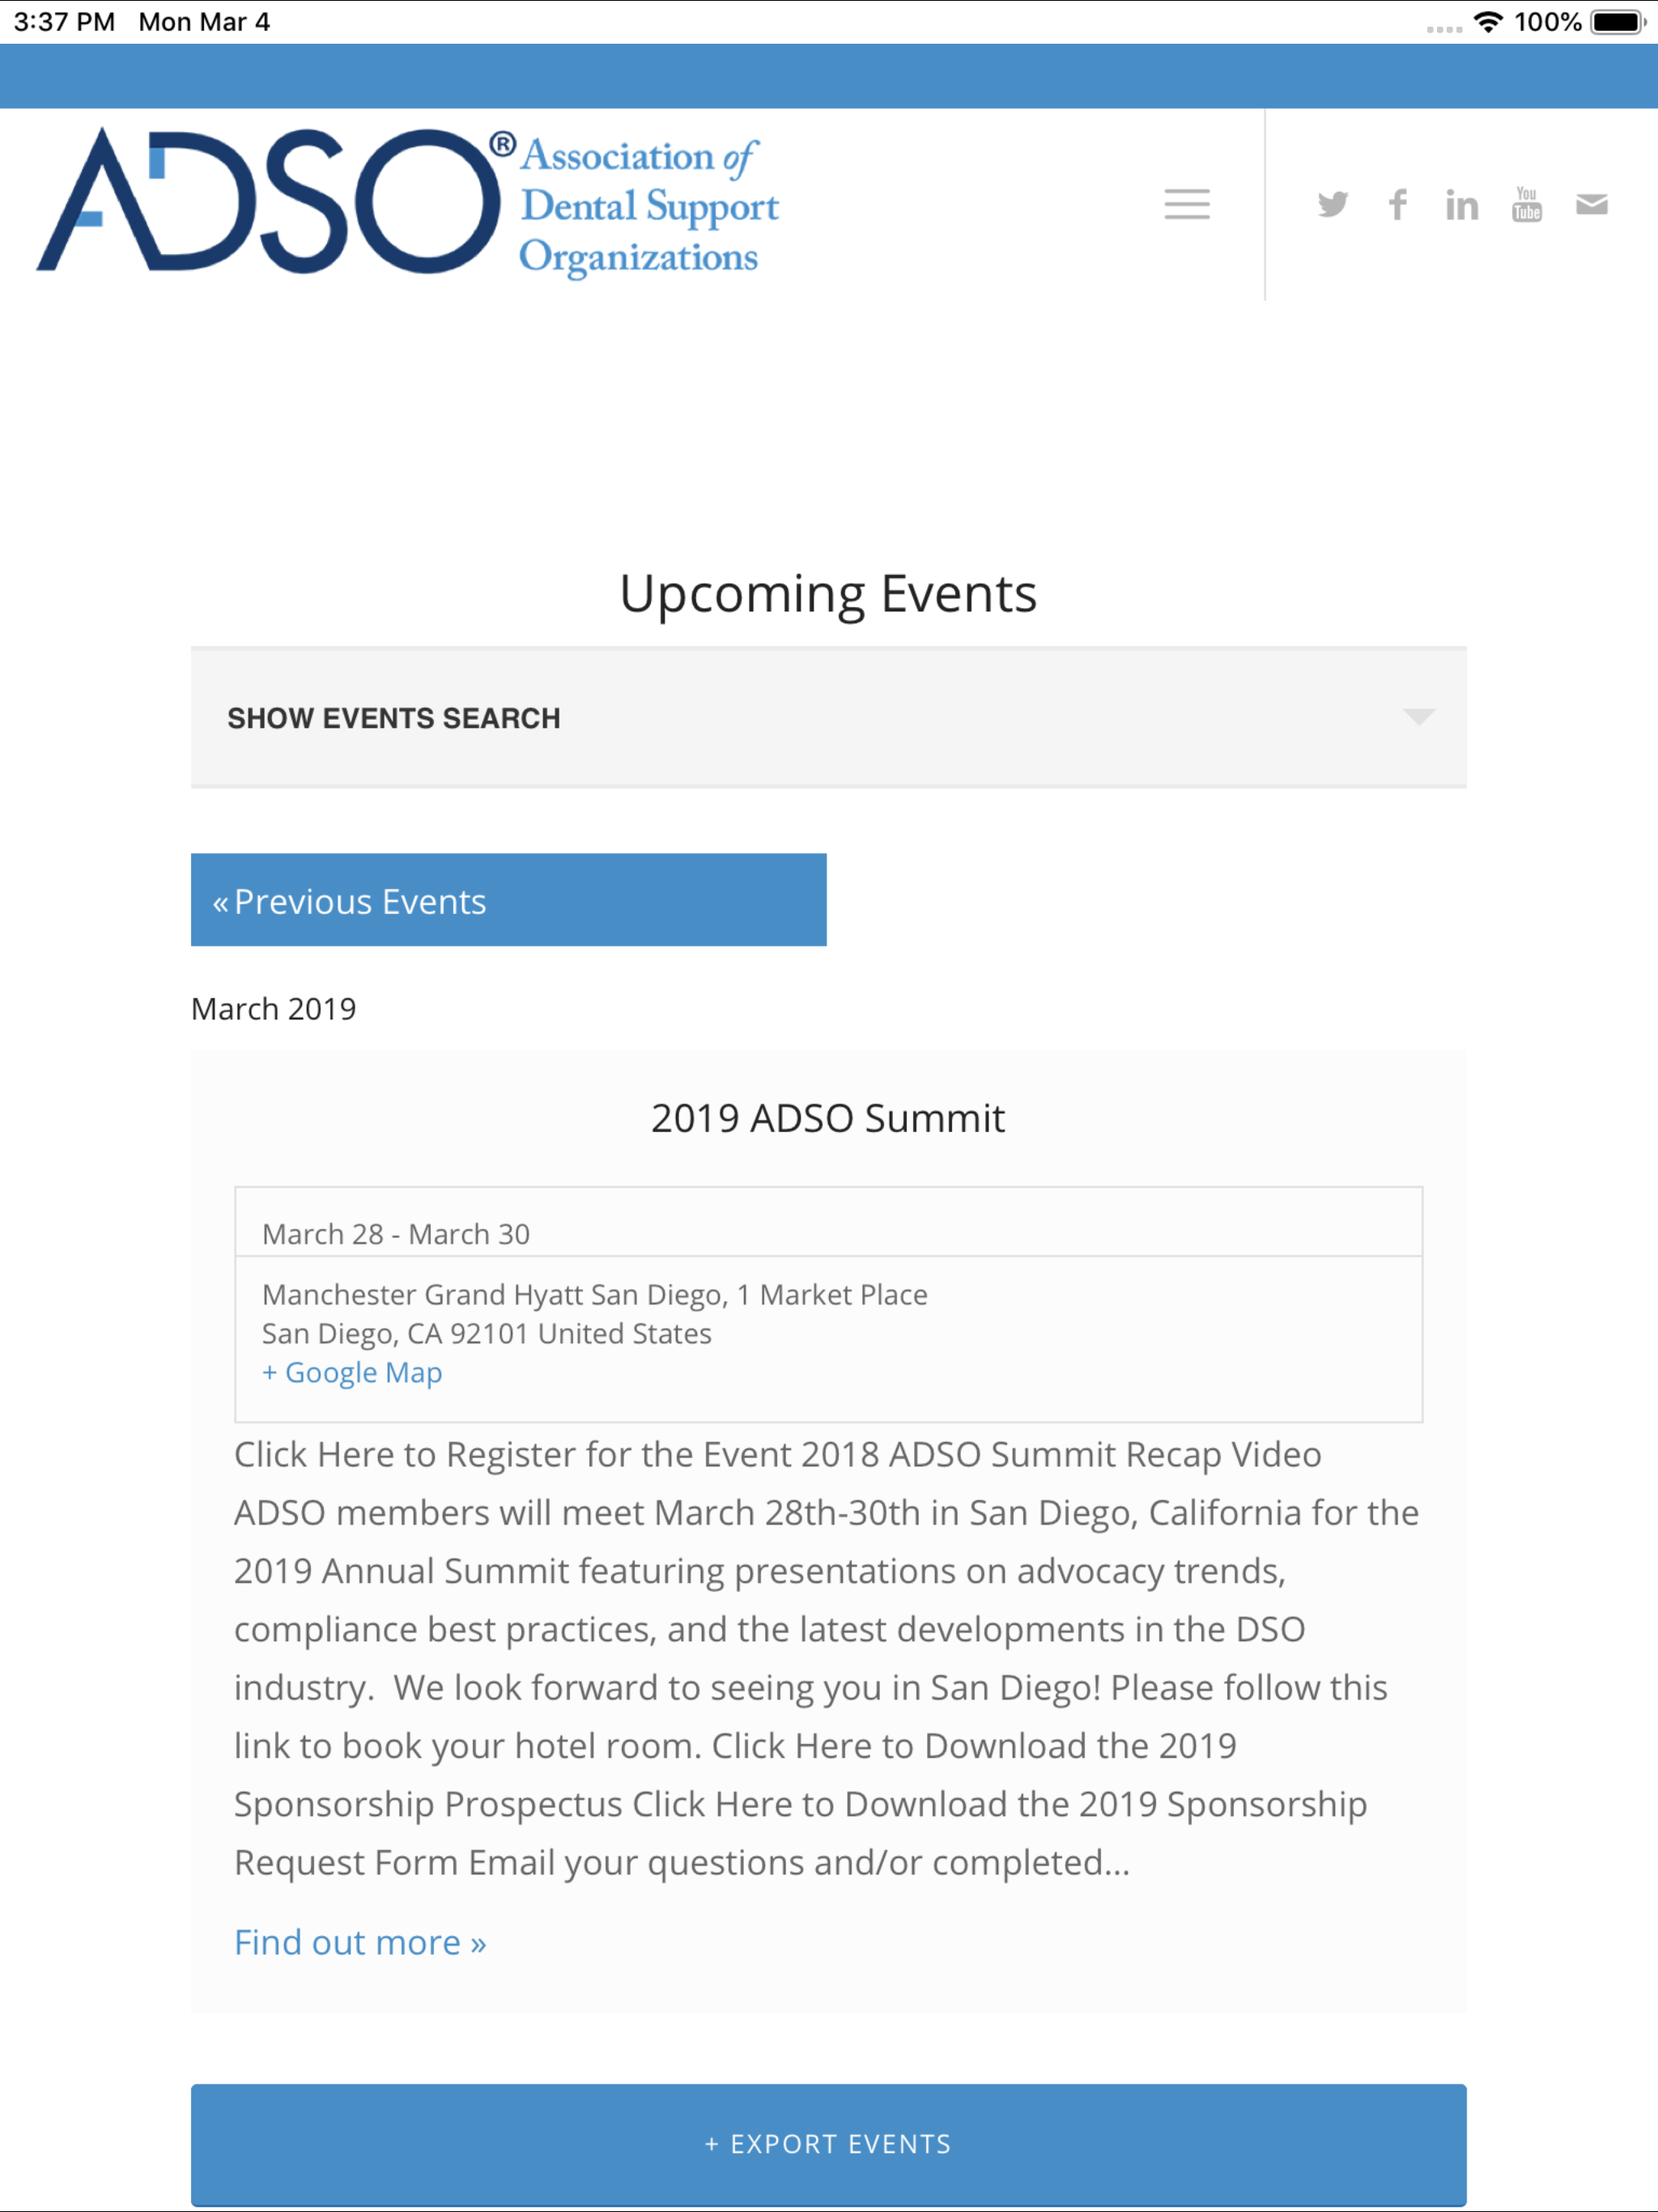 3:37 PM Mon Mar 4 100%
ADSO® Association of
Dental Support
Organizations
You
Tube
Upcoming Events
SHOW EVENTS SEARCH
« Previous Events
March 2019
2019 ADSO Summit
March 28 - March 30
Manchester Grand Hyatt San Diego, 1 Market Place
San Diego, CA 92101 United States
+ Google Map
Click Here to Register for the Event 2018 ADSO Summit Recap Video
ADSO members will meet March 28th-30th in San Diego, California for the
2019 Annual Summit featuring presentations on advocacy trends,
compliance best practices, and the latest developments in the DSO
industry.  We look forward to seeing you in San Diego! Please follow this
link to book your hotel room. Click Here to Download the 2019
Sponsorship Prospectus Click Here to Download the 2019 Sponsorship
Request Form Email your questions and/or completed...
Find out more »
+ EXPORT EVENTS